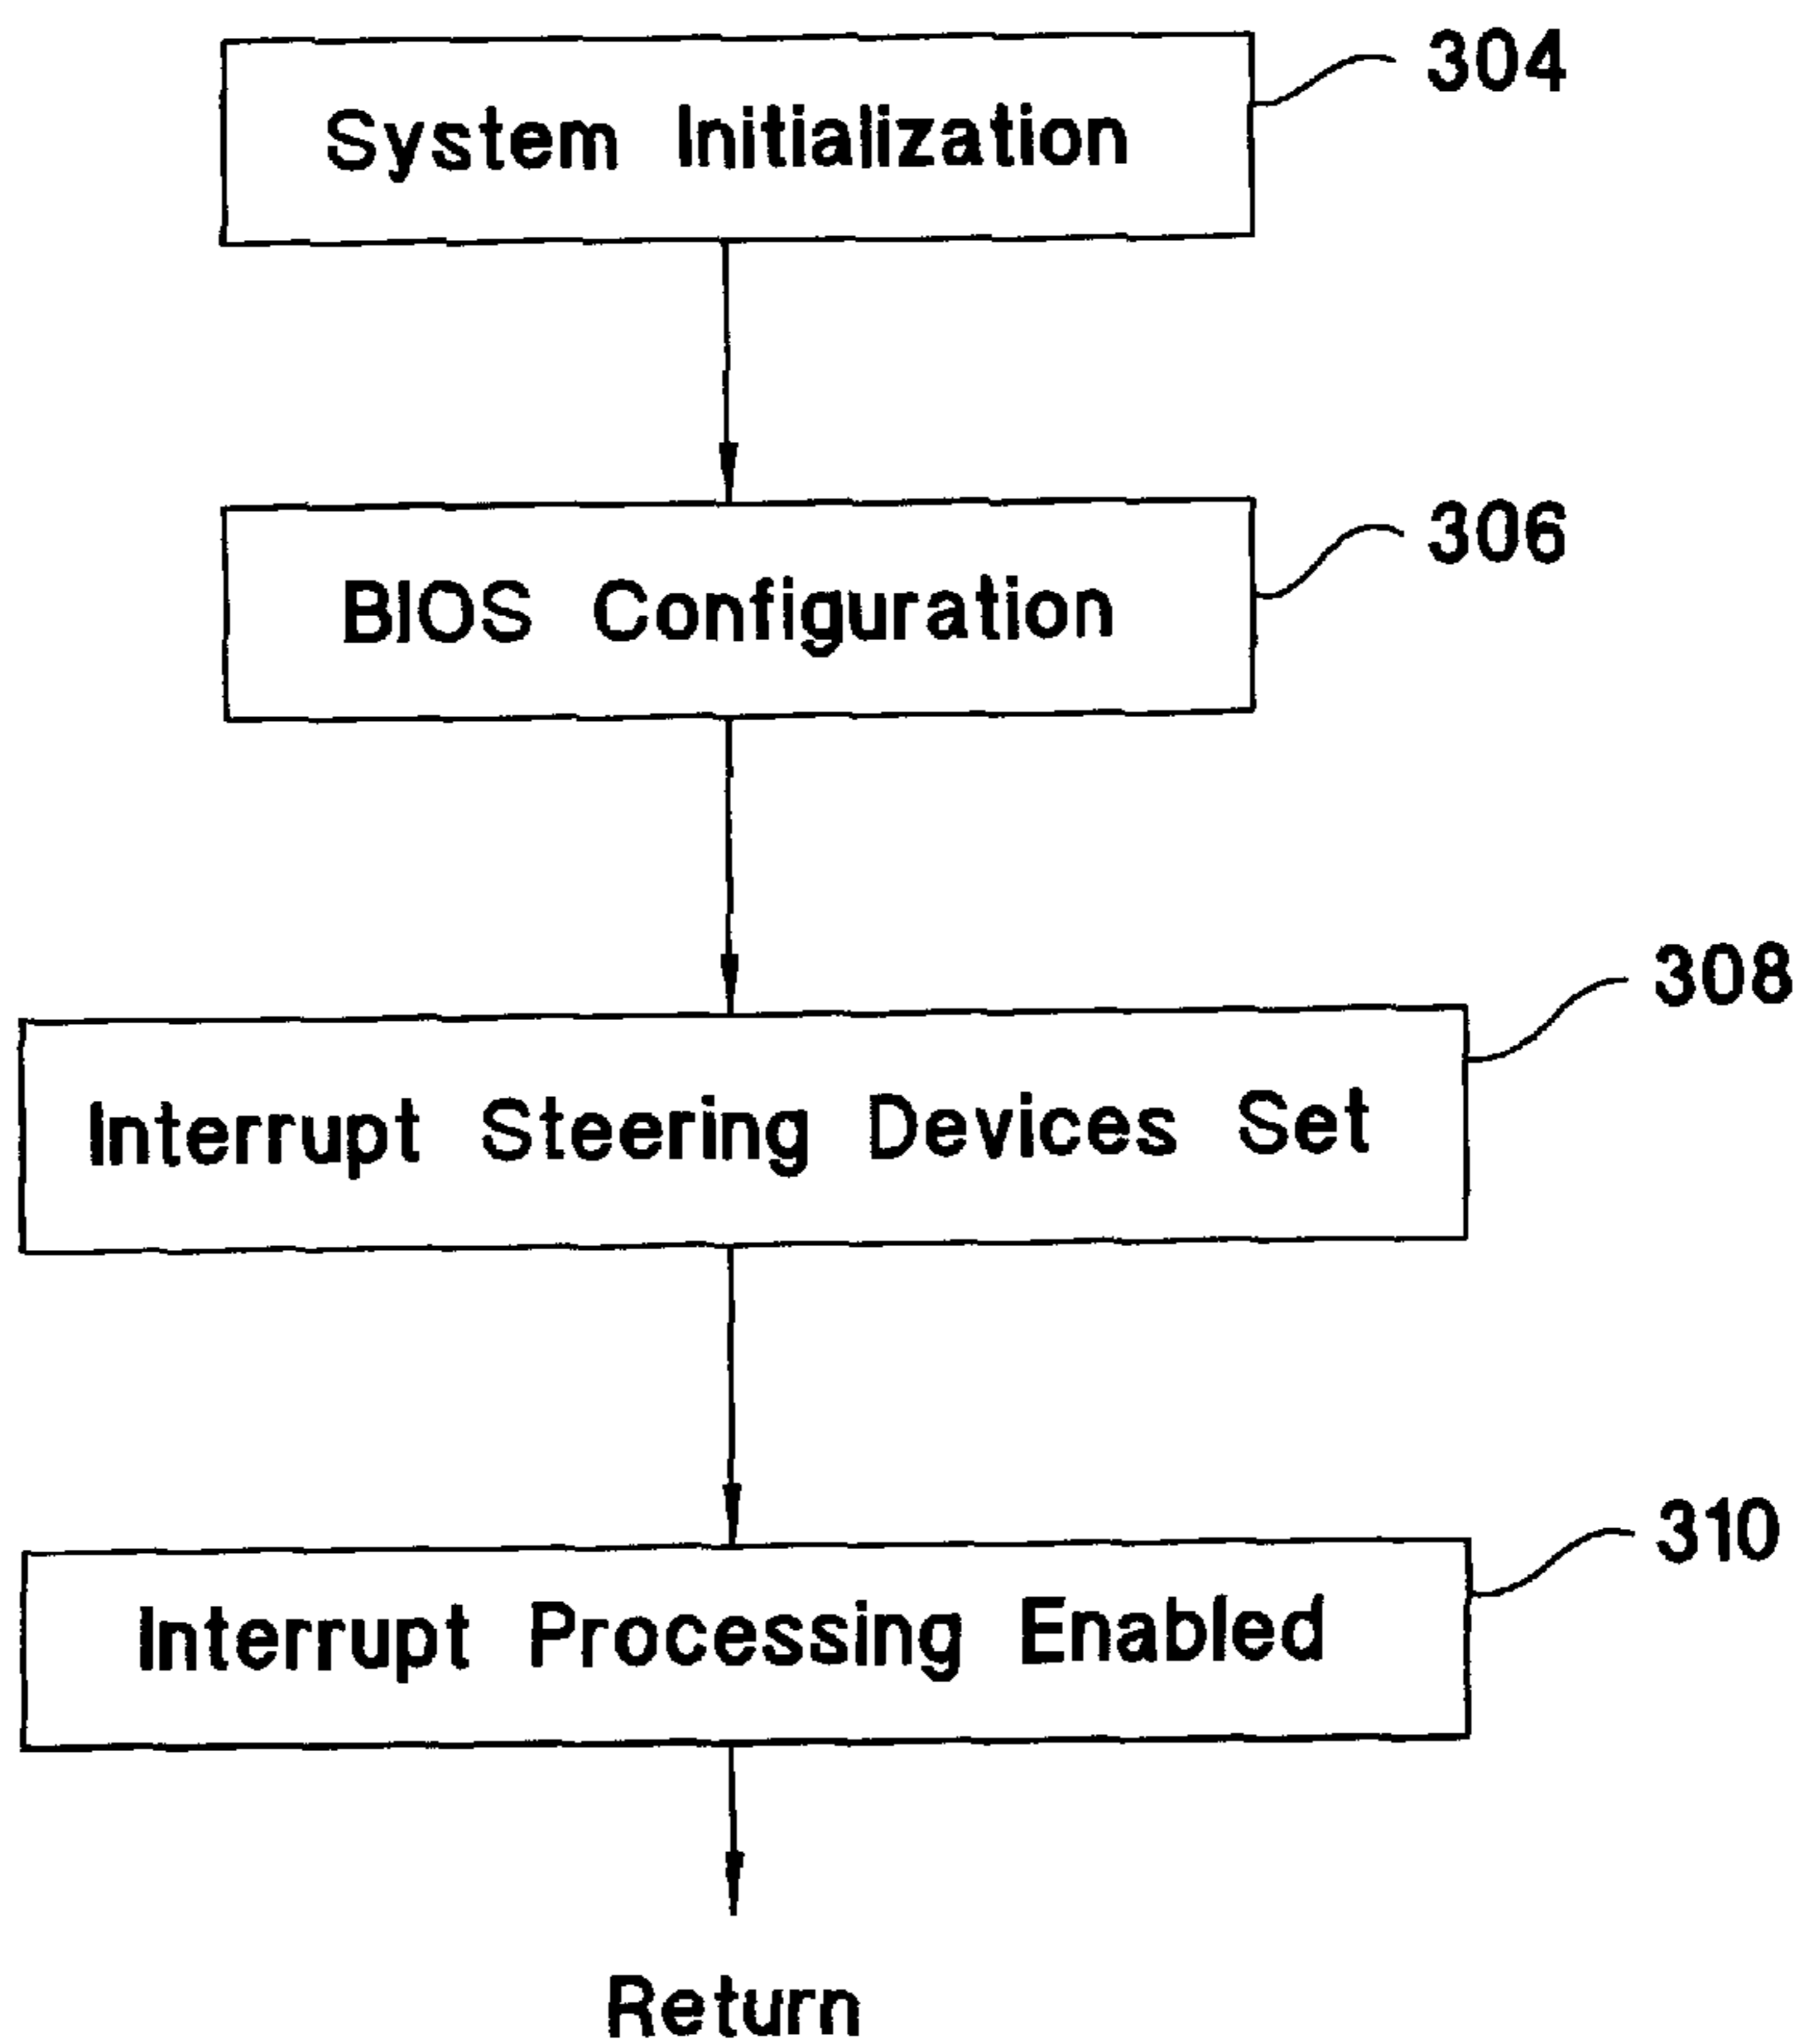 304
System Initialization
306
BIOS Configuration
308
Interrupt Steering Devices Set
310
Interrupt Processing Enabled
Return